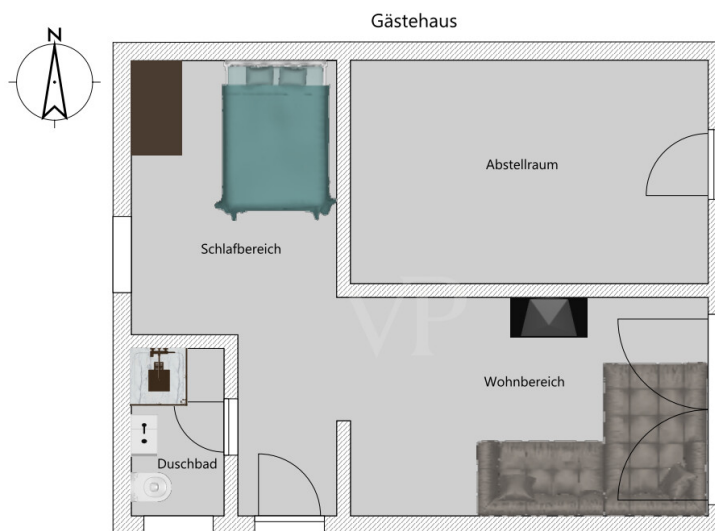 Gästehaus
N
Abstellraum
Schlafbereich
VP
Wohnbereich
Duschbad